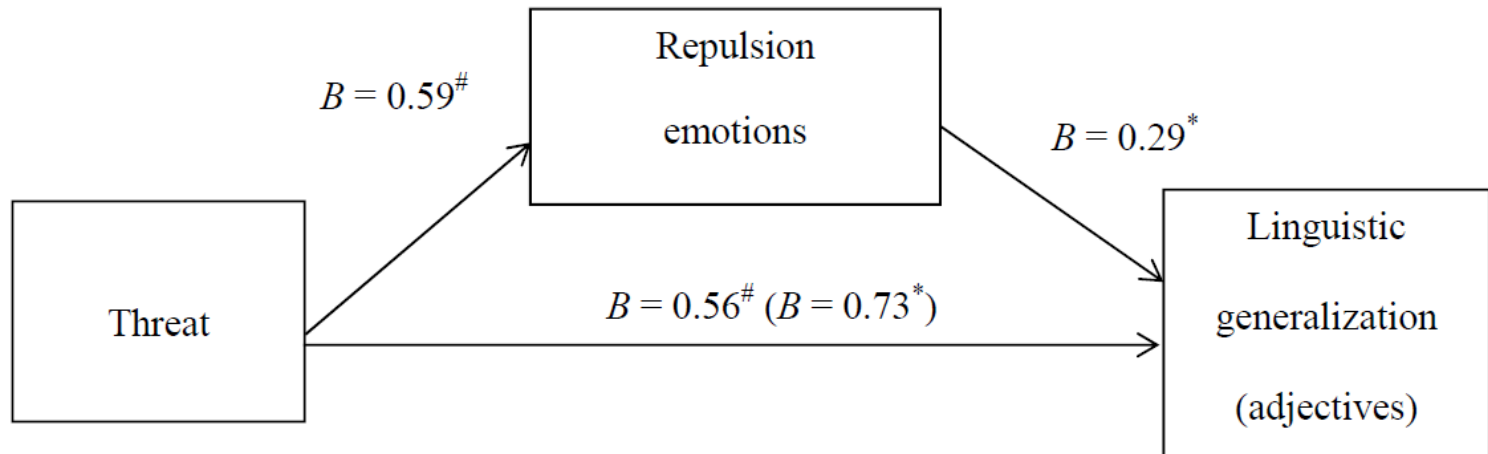 Repulsion
emotions
B = 0.59#
B = 0.29*
Threat
B = 0.56# (B = 0.73*)
Linguistic
generalization
(adjectives)